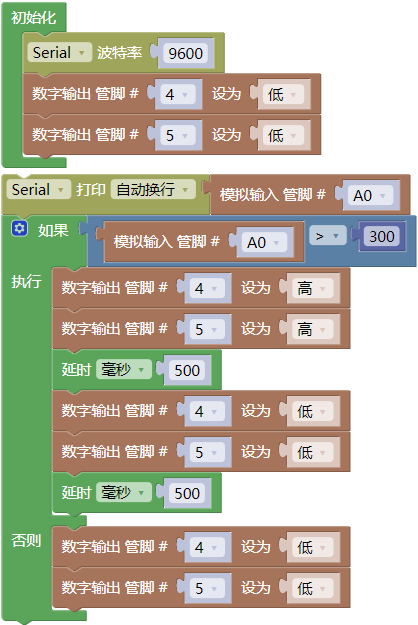 初始化
Serial 波特率 9600
数字输出 管脚 # 4 设为 低
数字输出 管脚 # 5 设为 低
Serial 打印 自动换行 模拟输入 管脚 # A0
如果 模拟输入 管脚 # A0 > 300
执行 数字输出 管脚 # 4 设为 高
数字输出 管脚 # 5 设为 高
延时 毫秒 500
数字输出 管脚 # 4 设为 低
数字输出 管脚 # 5 设为 低
延时 毫秒 500
否则 数字输出 管脚 # 4 设为 低
数字输出 管脚 # 5 设为 低